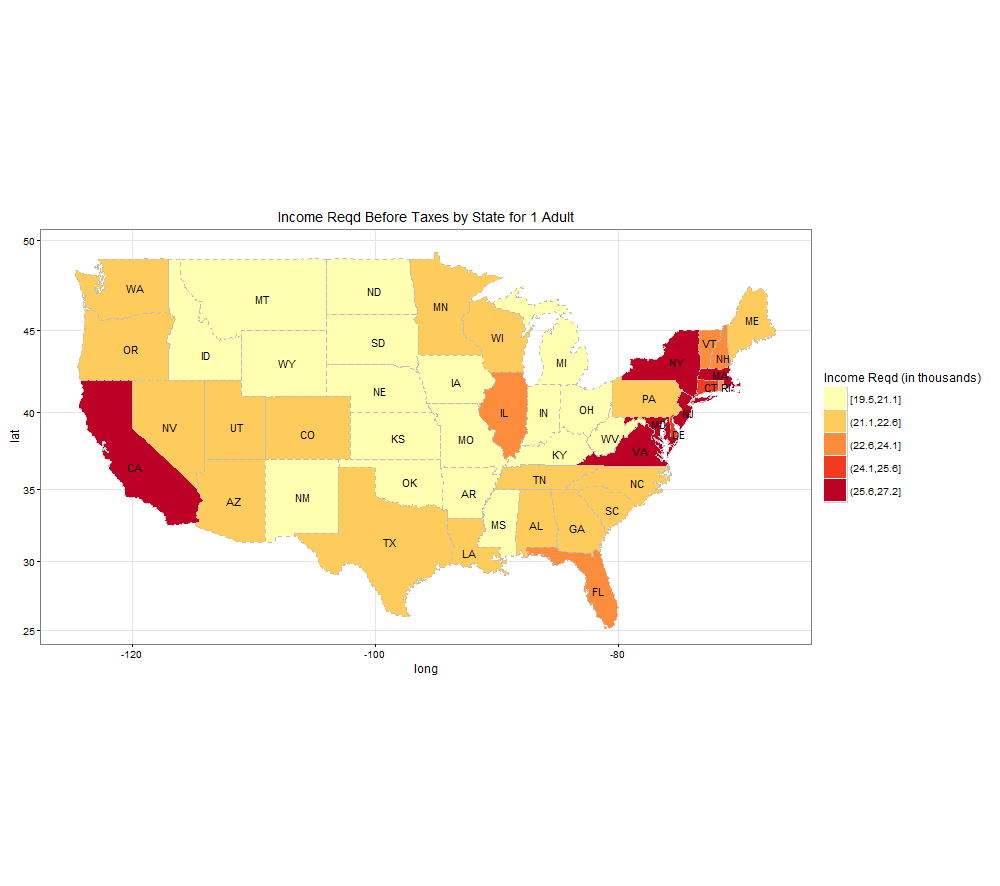 Income Reqd Before Taxes by State for 1 Adult
50
45
40
35
30
25
lat
-120
-100
-80
long
WA
MT
ND
MN
ME
OR
ID
WY
SD
WI
MI
NY
VT
NH
MA
CT
RI
NV
UT
CO
NE
IA
IL
IN
OH
PA
NJ
CA
KS
MO
KY
WV
MD
DE
VA
AZ
NM
OK
AR
TN
NC
SC
TX
LA
MS
AL
GA
FL
Income Reqd (in thousands)
[19.5,21.1]
(21.1,22.6]
(22.6,24.1]
(24.1,25.6]
(25.6,27.2]